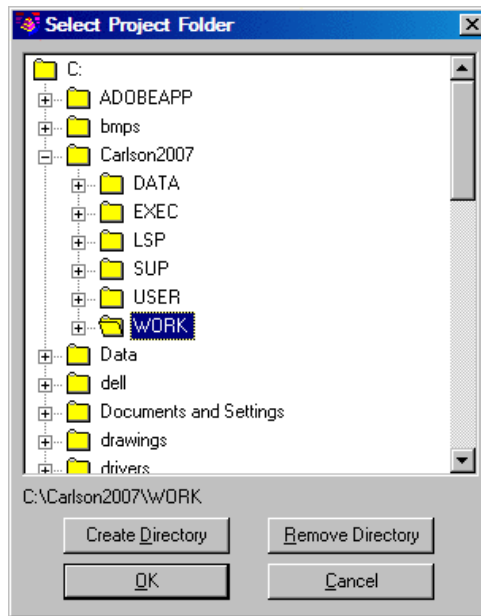 Select Project Folder
C:
ADOBEAPP
bmps
Carlson2007
DATA
EXEC
LSP
SUP
USER
WORK
Data
dell
Documents and Settings
drawings
drivers
C:\Carlson2007\WORK
Create Directory Remove Directory
OK Cancel